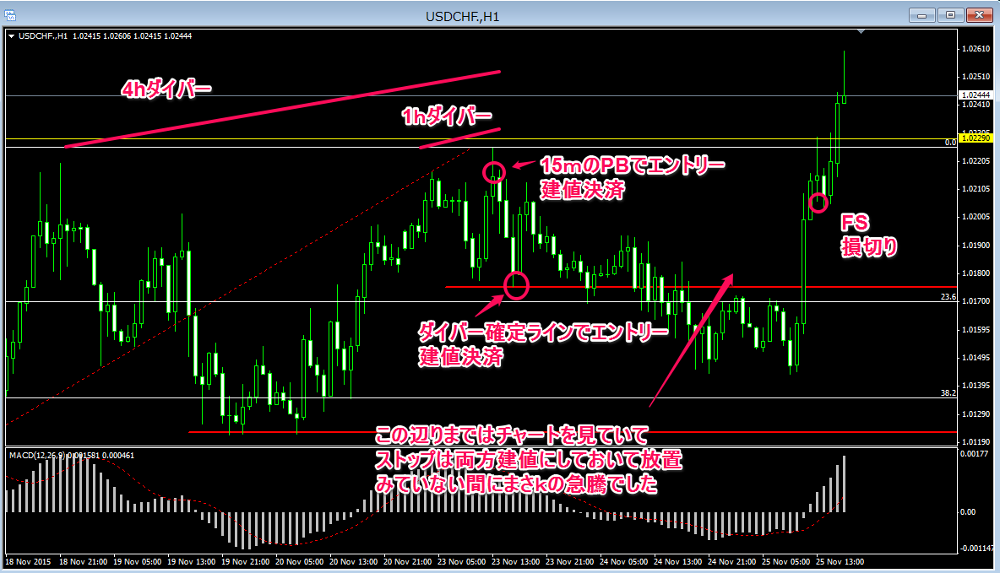 USDCHF.,H1
USDCHF.,H1 1.02415 1.02606 1.02415 1.02444
4hダイバー
1hダイバー
15mのPBでエントリー
建値決済
FS
損切り
ダイバー確定ラインでエントリー
建値決済
この辺りまではチャートを見ていて
ストップは両方建値にしておいて放置
みていない間にまさkの急騰でした
1.02610
1.02510
1.02444
1.02410
1.02305
1.02290
0.0
1.02205
1.02105
1.02005
1.01900
1.01800
23.6
1.01700
1.01595
1.01495
1.01395
38.2
1.01290
1.01190
MACD(12,26,9) 0.001581 0.000461
0.00177
0.00
-0.001147
18 Nov 2015
18 Nov 21:00
19 Nov 05:00
19 Nov 13:00
19 Nov 21:00
20 Nov 05:00
20 Nov 13:00
20 Nov 21:00
23 Nov 05:00
23 Nov 13:00
23 Nov 21:00
24 Nov 05:00
24 Nov 13:00
24 Nov 21:00
25 Nov 05:00
25 Nov 13:00